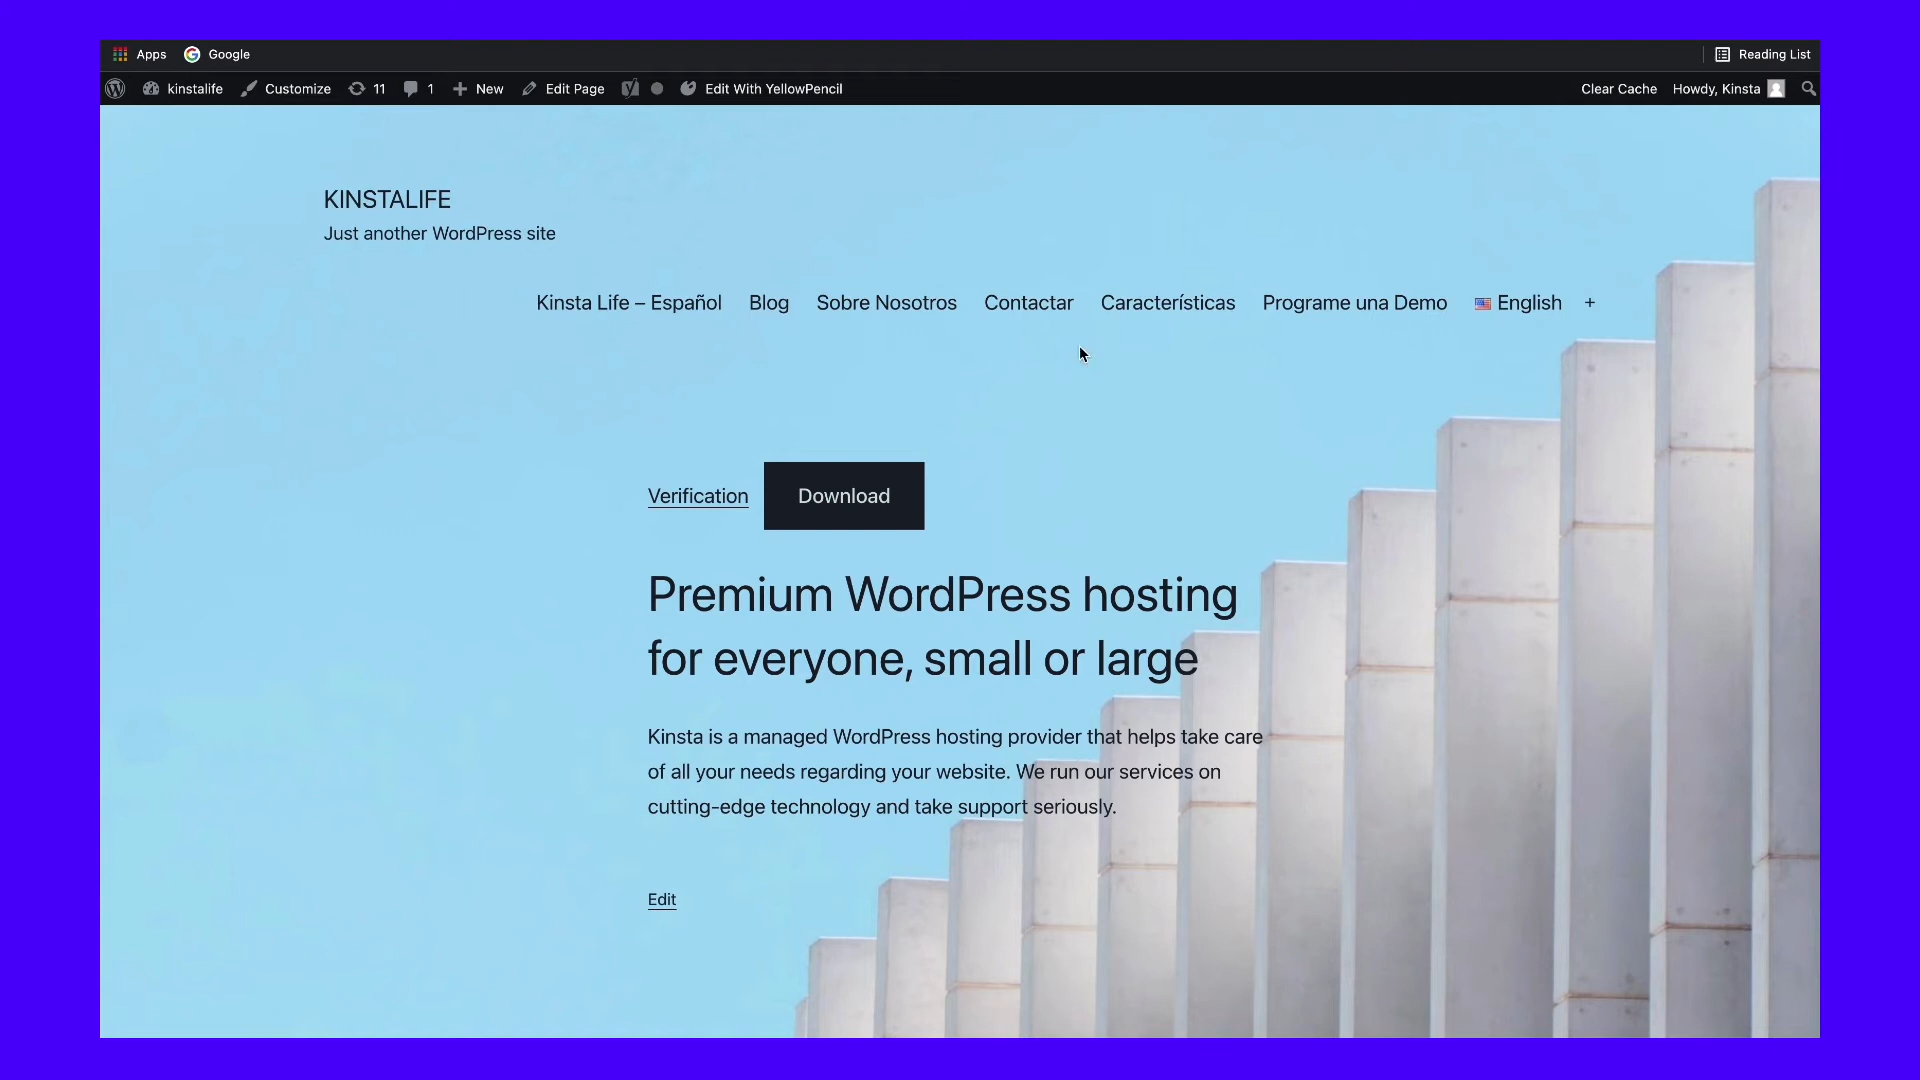 Apps Google Reading List
kinstalife Customize 11 1 New Edit Page Edit With YellowPencil Clear Cache Howdy, Kinsta
KINSTALIFE
Just another WordPress site
Kinsta Life – Español Blog Sobre Nosotros Contactar Características Programe una Demo English +
Verification Download
Premium WordPress hosting
for everyone, small or large
Kinsta is a managed WordPress hosting provider that helps take care
of all your needs regarding your website. We run our services on
cutting-edge technology and take support seriously.
Edit